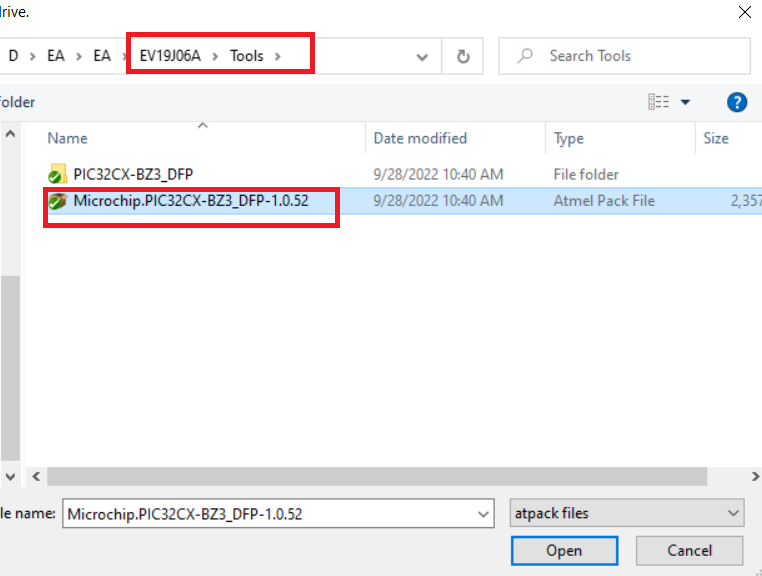 drive.
D > EA > EA > EV19J06A > Tools >
Search Tools
Folder
?
Name Date modified Type Size
PIC32CX-BZ3_DFP 9/28/2022 10:40 AM File folder
Microchip.PIC32CX-BZ3_DFP-1.0.52 9/28/2022 10:40 AM Atmel Pack File 2,357
le name: Microchip.PIC32CX-BZ3_DFP-1.0.52 atpack files
Open Cancel